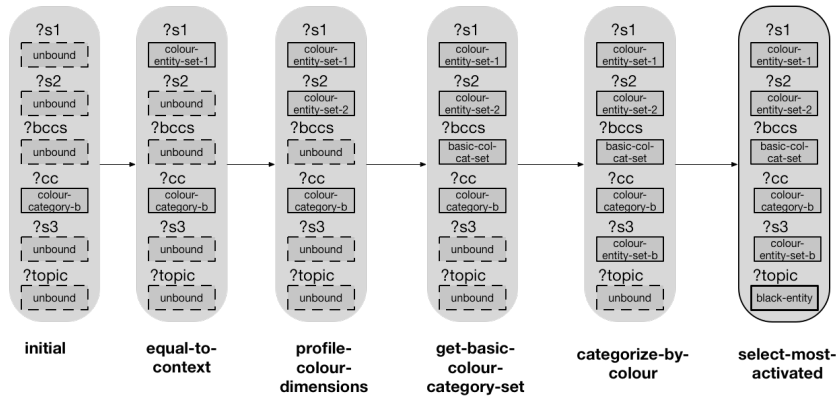 ?s1
unbound
?s2
unbound
?bccs
unbound
?cc
colour-
category-b
?s3
unbound
?topic
unbound
initial
?s1
colour-
entity-set-1
?s2
unbound
?bccs
unbound
?cc
colour-
category-b
?s3
unbound
?topic
unbound
equal-to-
context
?s1
colour-
entity-set-1
?s2
colour-
entity-set-2
?bccs
unbound
?cc
colour-
category-b
?s3
unbound
?topic
unbound
profile-
colour-
dimensions
?s1
colour-
entity-set-1
?s2
colour-
entity-set-2
?bccs
basic-col-
cat-set
?cc
colour-
category-b
?s3
unbound
?topic
unbound
get-basic-
colour-
category-set
?s1
colour-
entity-set-1
?s2
colour-
entity-set-2
?bccs
basic-col-
cat-set
?cc
colour-
category-b
?s3
colour-
entity-set-b
?topic
unbound
categorize-by-
colour
?s1
colour-
entity-set-1
?s2
colour-
entity-set-2
?bccs
basic-col-
cat-set
?cc
colour-
category-b
?s3
colour-
entity-set-b
?topic
black-entity
select-most-
activated